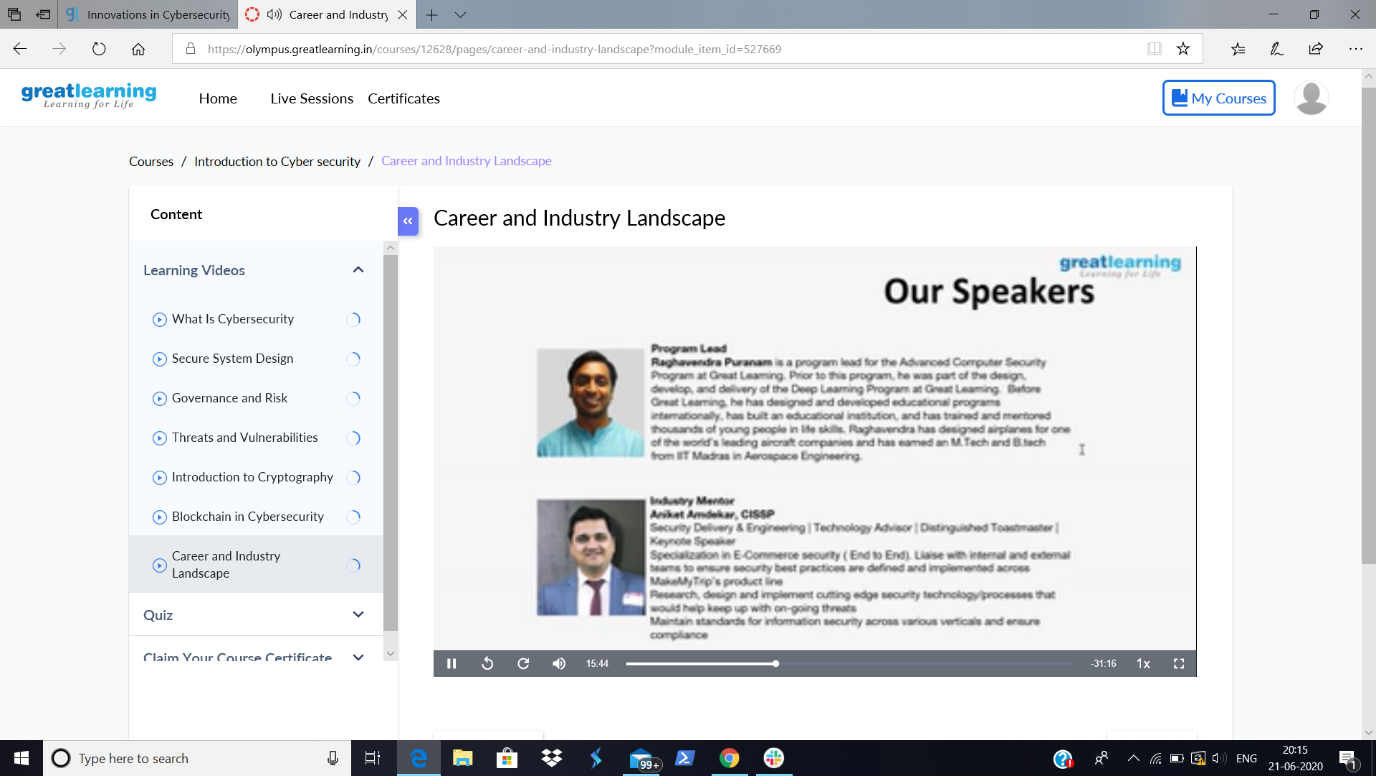 Innovations in Cybersecurity
Career and Industry
https://olympus.greatlearning.in/courses/12628/pages/career-and-industry-landscape?module_item_id=527669
greatlearning
Learning for Life
Home
Live Sessions
Certificates
My Courses
Courses / Introduction to Cyber security / Career and Industry Landscape
Content
Learning Videos
What Is Cybersecurity
Secure System Design
Governance and Risk
Threats and Vulnerabilities
Introduction to Cryptography
Blockchain in Cybersecurity
Career and Industry
Landscape
Quiz
Claim Your Course Certificate
«
Career and Industry Landscape
greatlearning
Learning for Life
Our Speakers
Program Lead
Raghavendra Puranam is a program lead for the Advanced Computer Security
Program at Great Learning. Prior to this program, he was part of the design,
develop, and delivery of the Deep Learning Program at Great Learning. Before
Great Learning, he has designed and developed educational programs
internationally, has built an educational institution, and has trained and mentored
thousands of young people in life skills. Raghavendra has designed airplanes for one
of the world's leading aircraft companies and has earned an M.Tech and B.tech
from IIT Madras in Aerospace Engineering.
Industry Mentor
Aniket Amdekar, CISSP
Security Delivery & Engineering | Technology Advisor | Distinguished Toastmaster |
Keynote Speaker
Specialization in E-Commerce security ( End to End). Liaise with internal and external
teams to ensure security best practices are defined and implemented across
MakeMyTrip's product line
Research, design and implement cutting edge security technology/processes that
would help keep up with on-going threats
Maintain standards for information security across various verticals and ensure
compliance
15:44
-31:16
1x
Type here to search
99+
ENG
20:15
21-06-2020
1